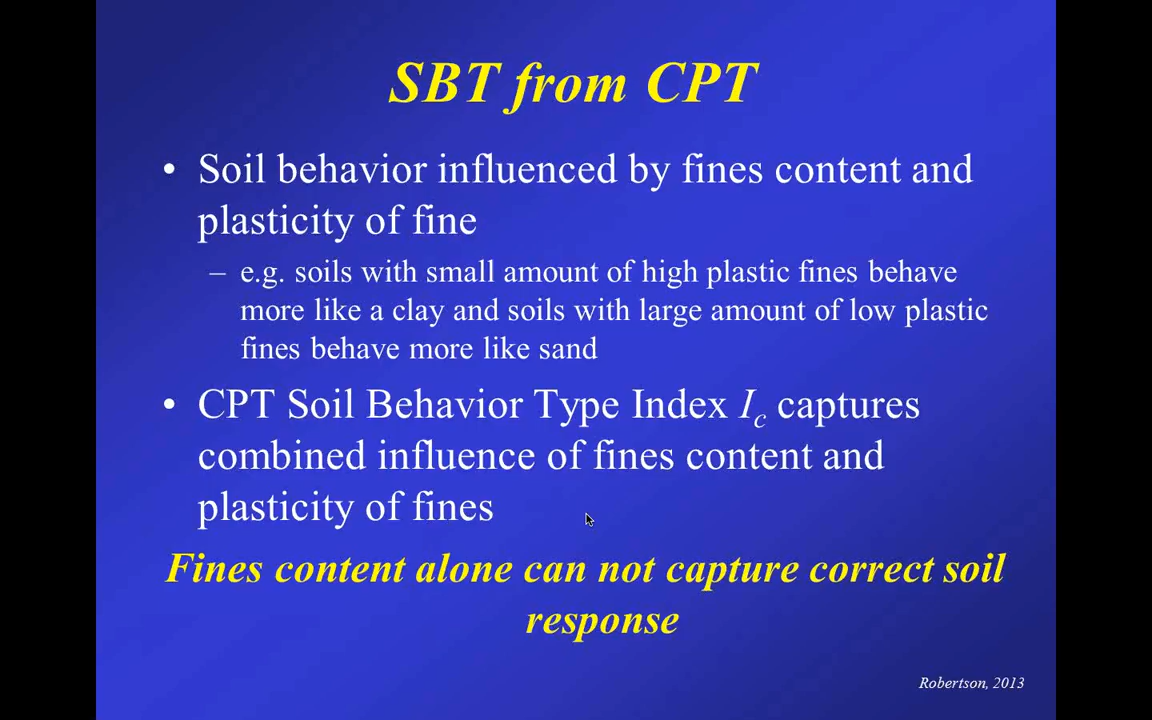 SBT from CPT
• Soil behavior influenced by fines content and
plasticity of fine
– e.g. soils with small amount of high plastic fines behave
more like a clay and soils with large amount of low plastic
fines behave more like sand
• CPT Soil Behavior Type Index Ic captures
combined influence of fines content and
plasticity of fines
Fines content alone can not capture correct soil
response
Robertson, 2013